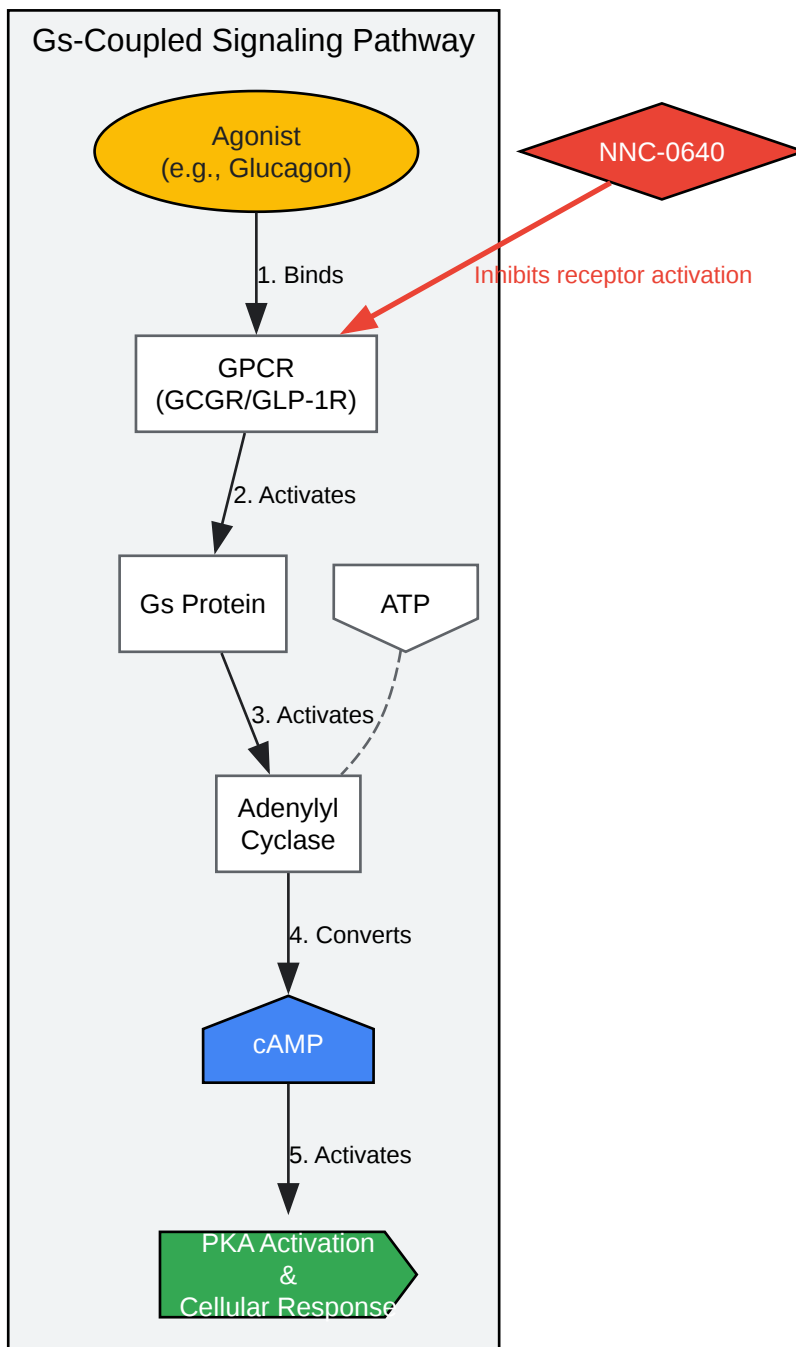 Gs-Coupled Signaling Pathway
Agonist
(e.g., Glucagon)
NNC-0640
1. Binds
Inhibits receptor activation
GPCR
(GCGR/GLP-1R)
2. Activates
Gs Protein
ATP
3. Activates
Adenylyl
Cyclase
4. Converts
cAMP
5. Activates
PKA Activation
&
Cellular Response